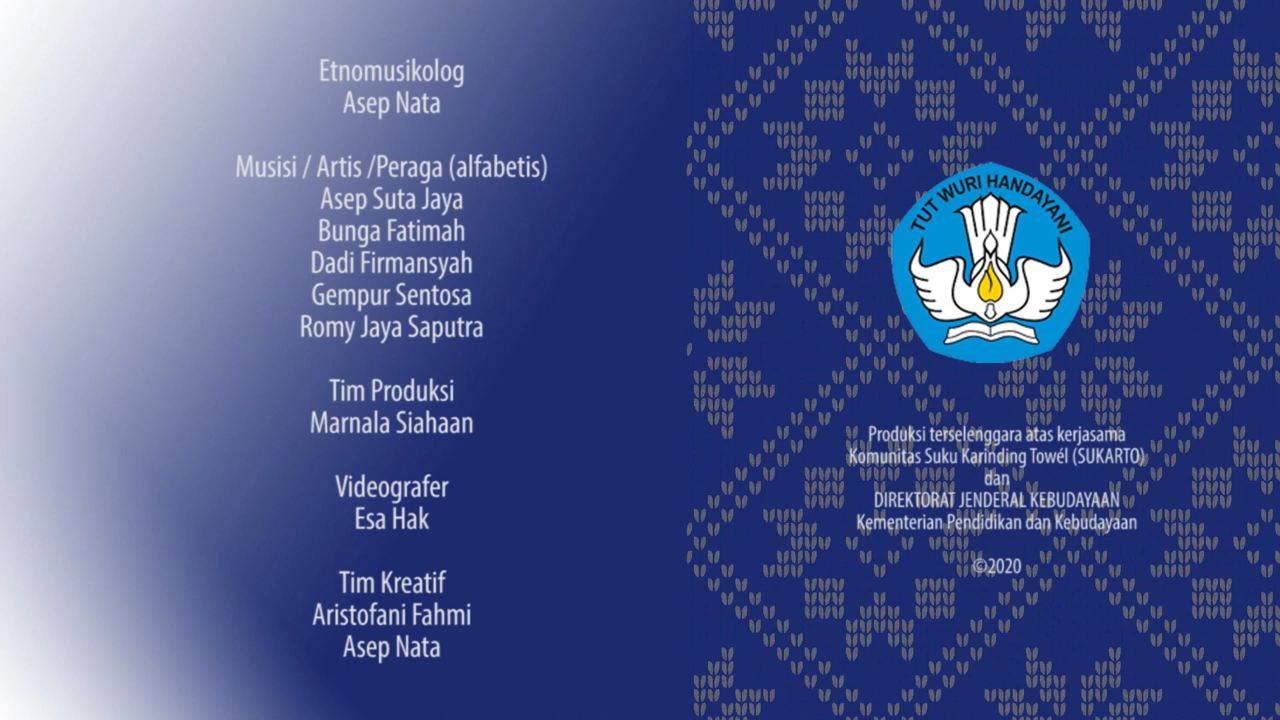 Etnomusikolog
Asep Nata
Musisi / Artis /Peraga (alfabetis)
Asep Suta Jaya
Bunga Fatimah
Dadi Firmansyah
Gempur Sentosa
Romy Jaya Saputra
Tim Produksi
Marnala Siahaan
Videografer
Esa Hak
Tim Kreatif
Aristofani Fahmi
Asep Nata
TUT WURI HANDAYANI
Produksi terselenggara atas kerjasama
Komunitas Suku Karinding Towél (SUKARTO)
dan
DIREKTORAT JENDERAL KEBUDAYAAN
Kementerian Pendidikan dan Kebudayaan
©2020